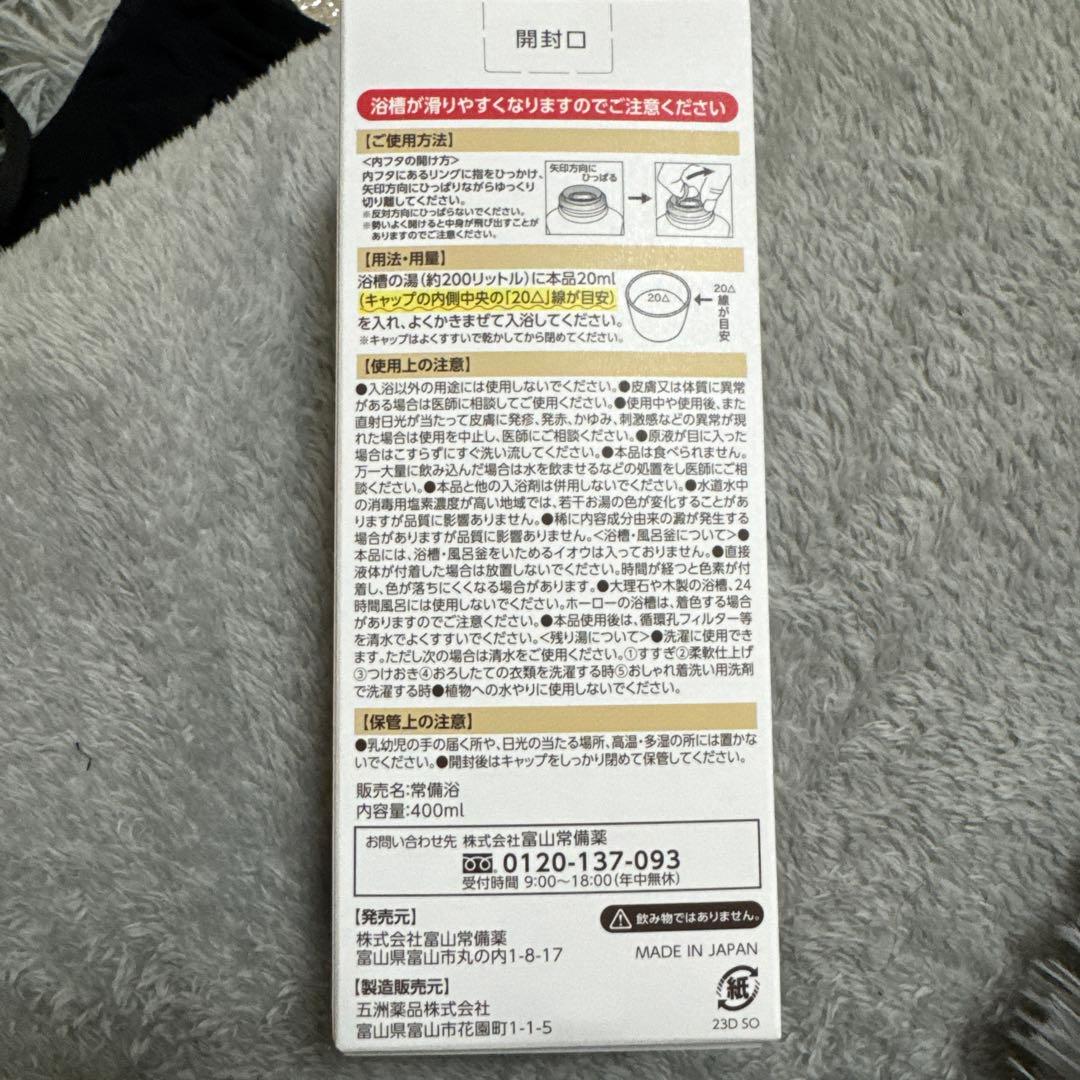 開封口
浴槽が滑りやすくなりますのでご注意ください
【ご使用方法】
<内フタの開け方>
内フタにあるリングに指をひっかけ、
矢印方向にひっぱりながらゆっくり
切り離してください。
※反対方向にひっぱらないでください。
※勢いよく開けると中身が飛び出すことが
ありますのでご注意ください。
矢印方向に
ひっぱる
【用法・用量】
浴槽の湯(約200リットル)に本品20ml
(キャップの内側中央の「20△」線が目安)
を入れ、よくかきまぜて入浴してください。
※キャップはよくすすいで乾かしてから閉めてください。
20△
20△
線が目安
【使用上の注意】
●入浴以外の用途には使用しないでください。●皮膚又は体質に異常
がある場合は医師に相談してご使用ください。●使用中や使用後、また
直射日光が当たって皮膚に発疹、発赤、かゆみ、刺激感などの異常が現
れた場合は使用を中止し、医師にご相談ください。●原液が目に入った
場合はこすらずにすぐ洗い流してください。●本品は食べられません。
万一大量に飲み込んだ場合は水を飲ませるなどの処置をし医師にご相
談ください。●本品と他の入浴剤は併用しないでください。●水道水中
の消毒用塩素濃度が高い地域では、若干お湯の色が変化することがあ
りますが品質に影響ありません。●稀に内容成分由来の澱が発生する
場合がありますが品質に影響ありません。<浴槽・風呂釜について>●
本品には、浴槽・風呂釜をいためるイオウは入っておりません。●直接
液体が付着した場合は放置しないでください。時間が経つと色素が付
着し、色が落ちにくくなる場合があります。●大理石や木製の浴槽、24
時間風呂には使用しないでください。ホーローの浴槽は、着色する場合
がありますのでご注意ください。●本品使用後は、循環孔フィルター等
を清水でよくすすいでください。<残り湯について>●洗濯に使用でき
ます。ただし次の場合は清水をご使用ください。①すすぎ②柔軟仕上げ
③つけおき④おろしたての衣類を洗濯する時⑤おしゃれ着洗い用洗剤
で洗濯する時●植物への水やりに使用しないでください。
【保管上の注意】
●乳幼児の手の届く所や、日光の当たる場所、高温・多湿の所には置かな
いでください。●開封後はキャップをしっかり閉めて保管してください。
販売名:常備浴
内容量:400ml
お問い合わせ先 株式会社富山常備薬
0120-137-093
受付時間 9:00〜18:00(年中無休)
【発売元】
株式会社富山常備薬
富山県富山市丸の内1-8-17
飲み物ではありません。
MADE IN JAPAN
【製造販売元】
五洲薬品株式会社
富山県富山市花園町1-1-5
紙
23D SO